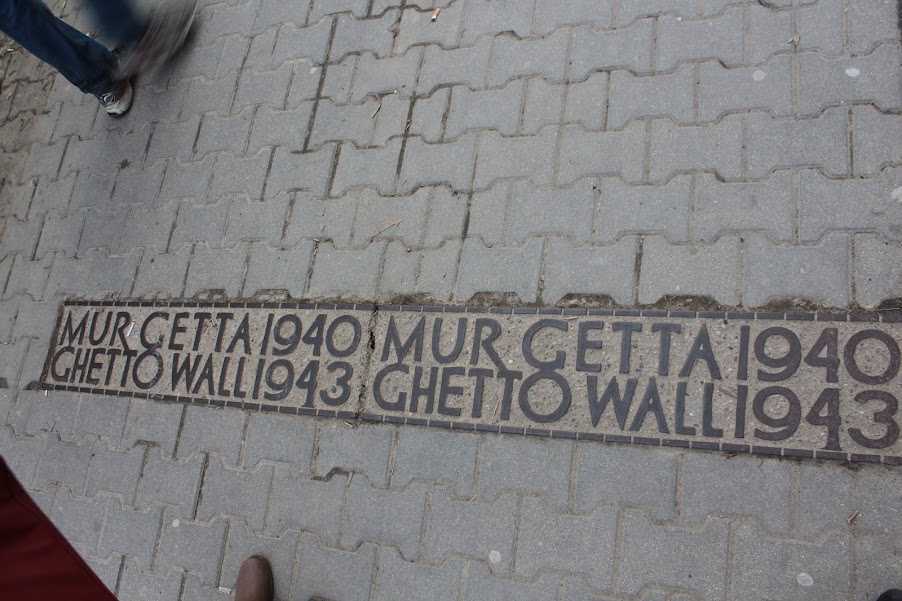 MUR GETTA 1940
GHETTO WALL 1943
MUR GETTA 1940
GHETTO WALL 1943